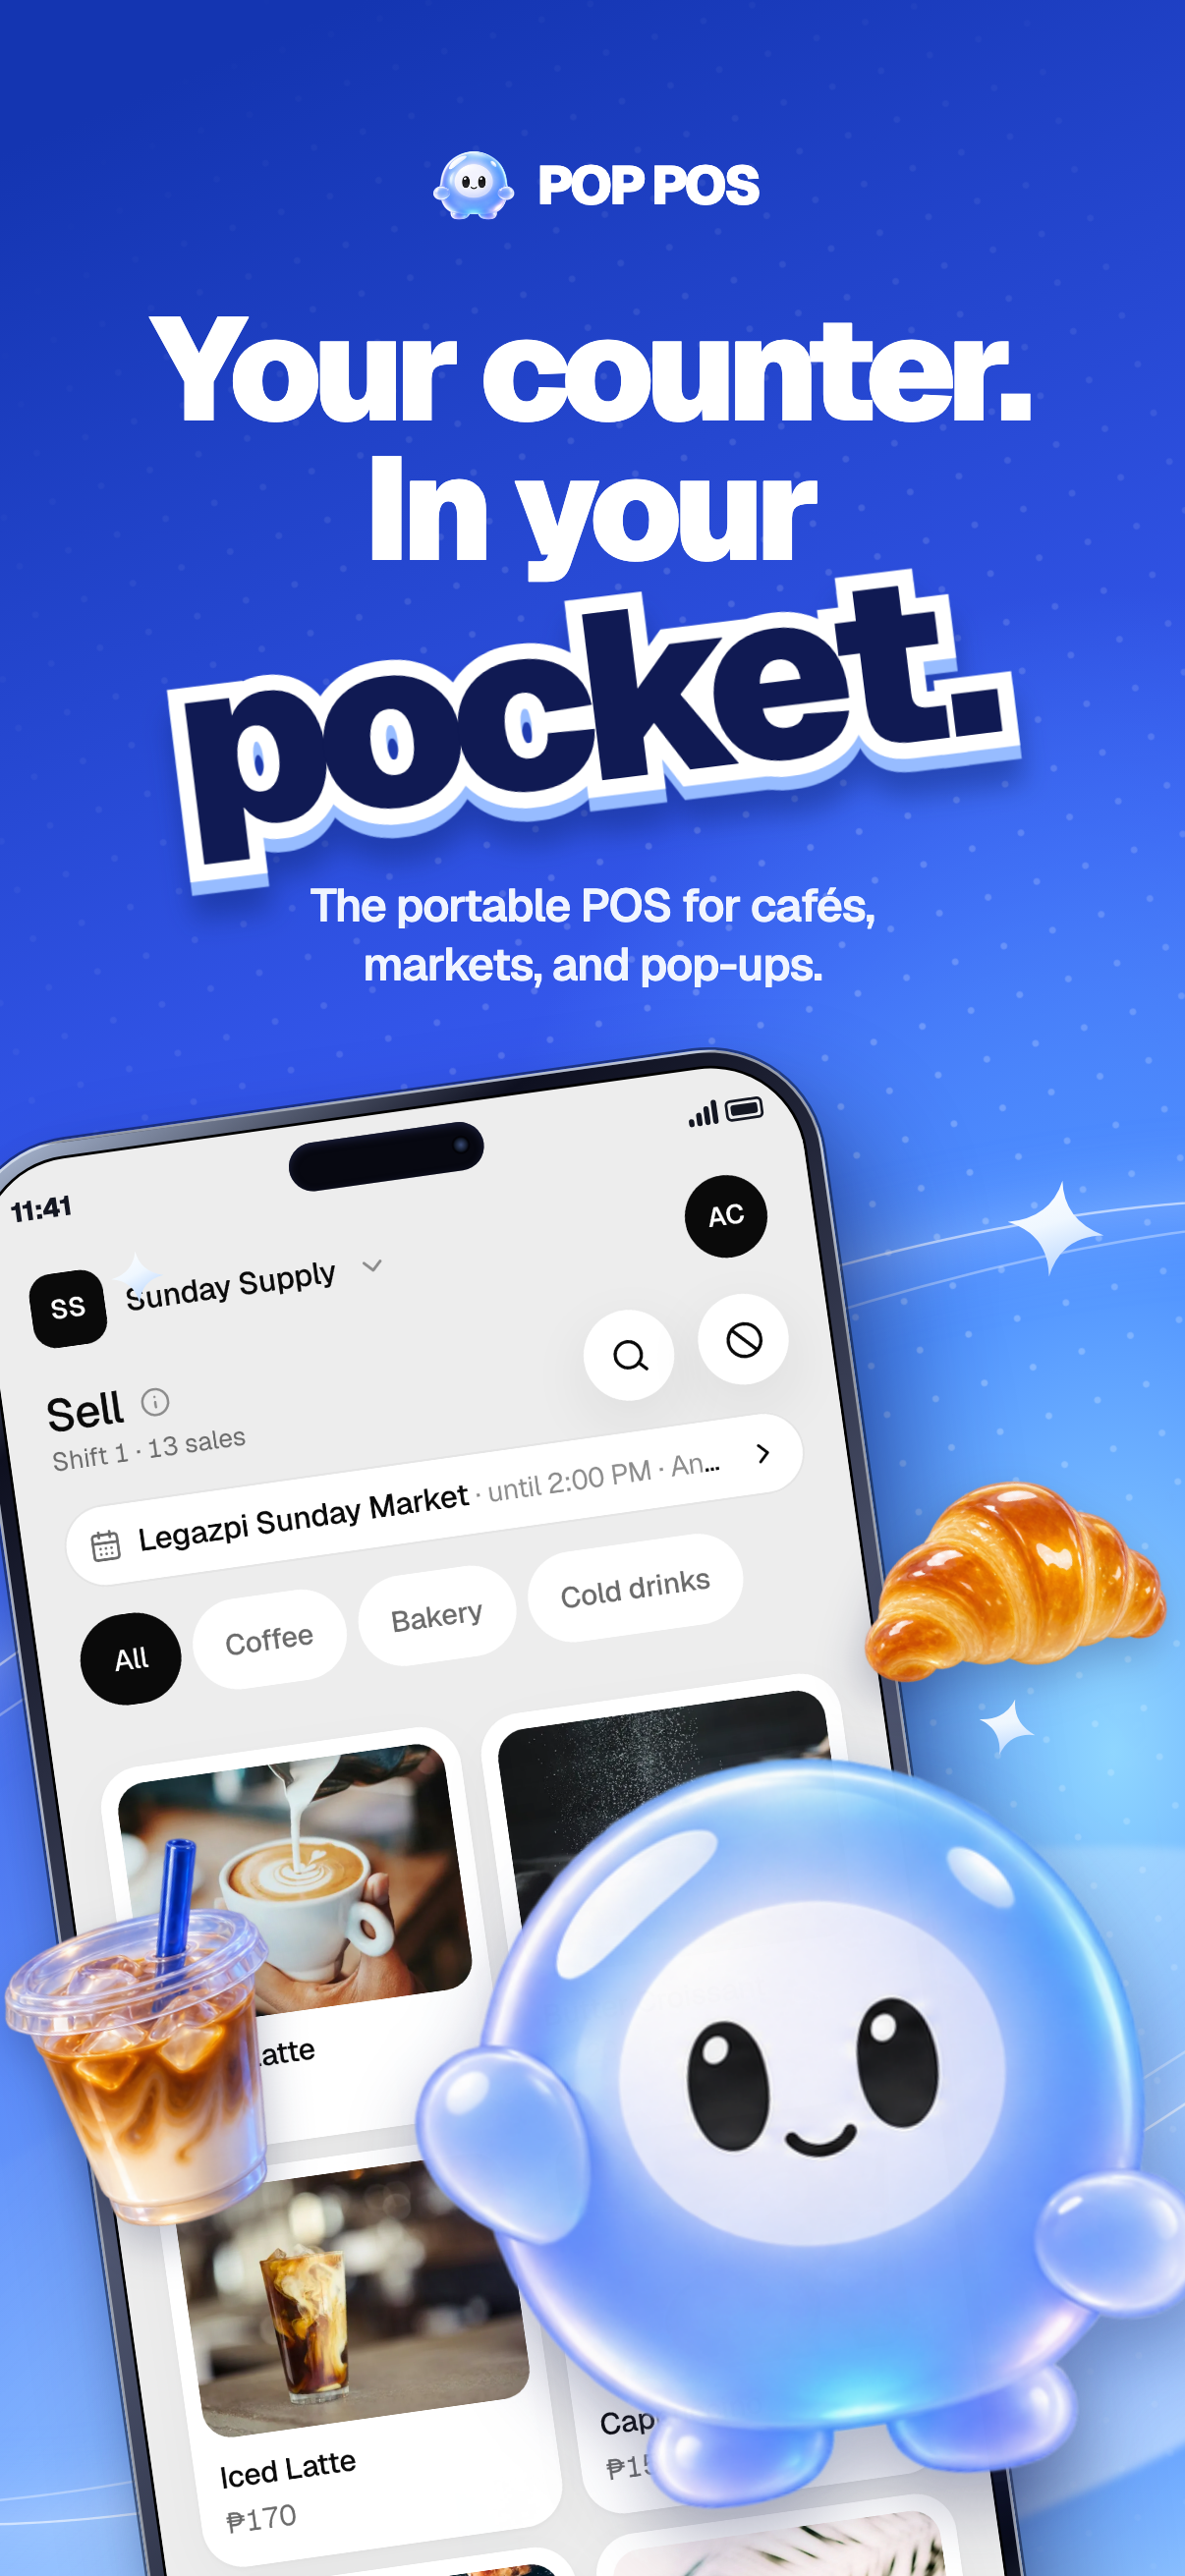 POP POS
Your counter.
In your
pocket.
The portable POS for cafés,
markets, and pop-ups.
11:41
AC
SS Sunday Supply
Sell
Shift 1 · 13 sales
Legazpi Sunday Market · until 2:00 PM · An...
All Coffee Bakery Cold drinks
Iced Latte
₱170